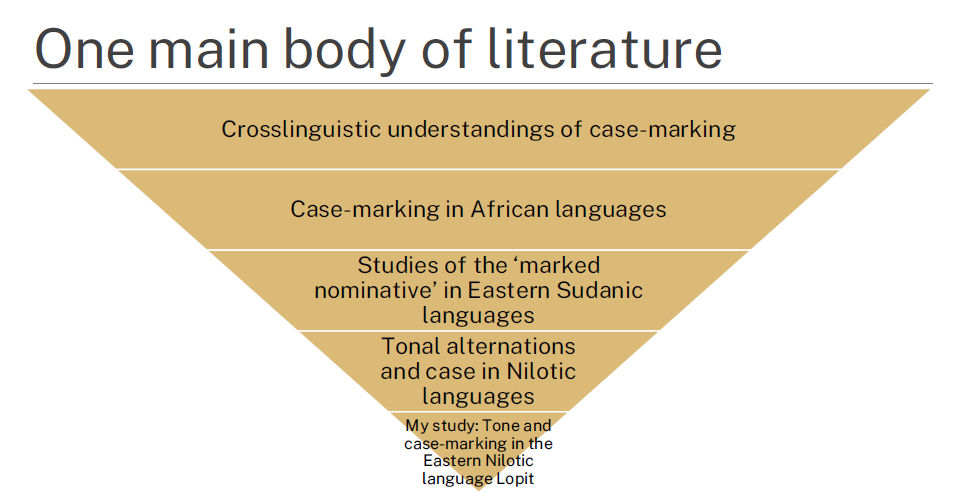 One main body of literature
Crosslinguistic understandings of case-marking
Case-marking in African languages
Studies of the ‘marked
nominative’ in Eastern Sudanic
languages
Tonal alternations
and case in Nilotic
languages
My study: Tone and
case-marking in the
Eastern Nilotic
language Lopit